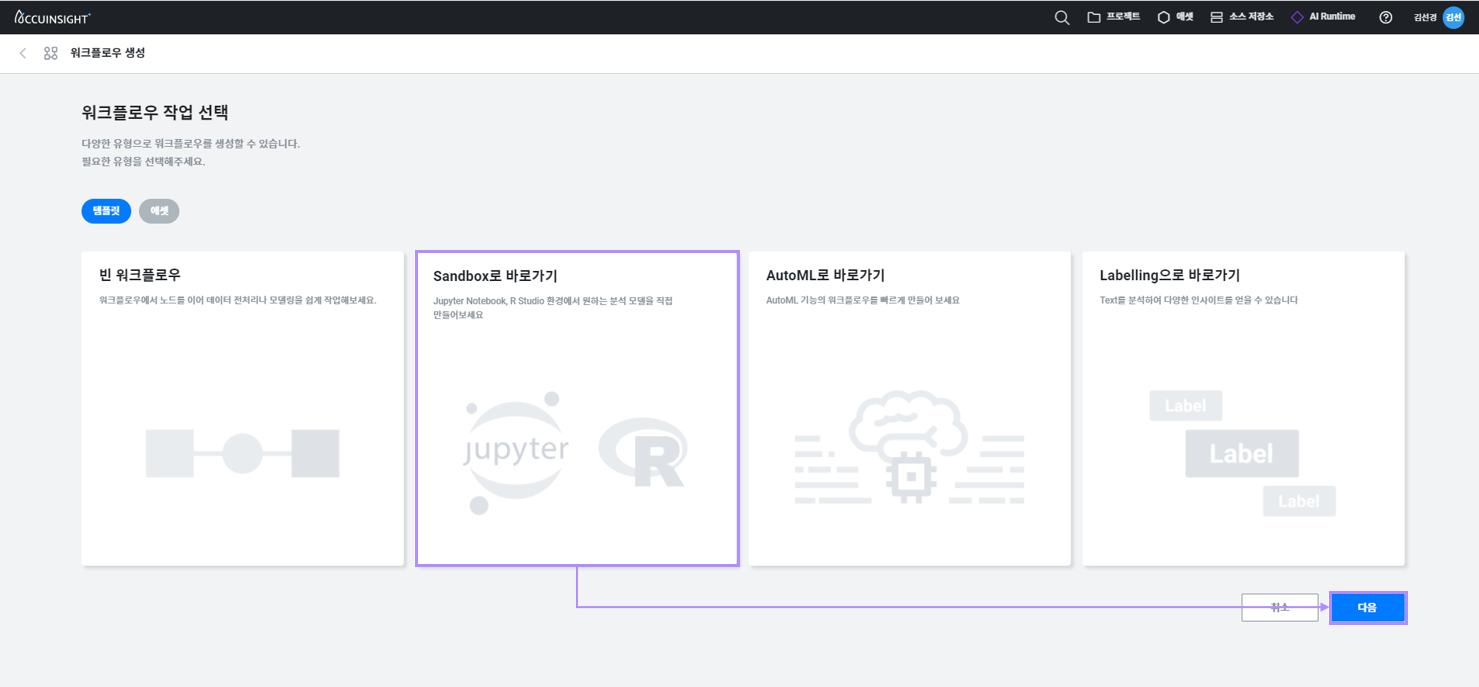 ACCUINSIGHT+
프로젝트
애셋
소스 저장소
AI Runtime
김선경
김선
워크플로우 생성
워크플로우 작업 선택
다양한 유형으로 워크플로우를 생성할 수 있습니다.
필요한 유형을 선택해주세요.
템플릿
애셋
빈 워크플로우
워크플로우에서 노드를 이어 데이터 전처리나 모델링을 쉽게 작업해보세요.
Sandbox로 바로가기
Jupyter Notebook, R Studio 환경에서 원하는 분석 모델을 직접
만들어보세요
jupyter
R
AutoML로 바로가기
AutoML 기능의 워크플로우를 빠르게 만들어 보세요
Labelling으로 바로가기
Text를 분석하여 다양한 인사이트를 얻을 수 있습니다
Label
Label
Label
취소
다음